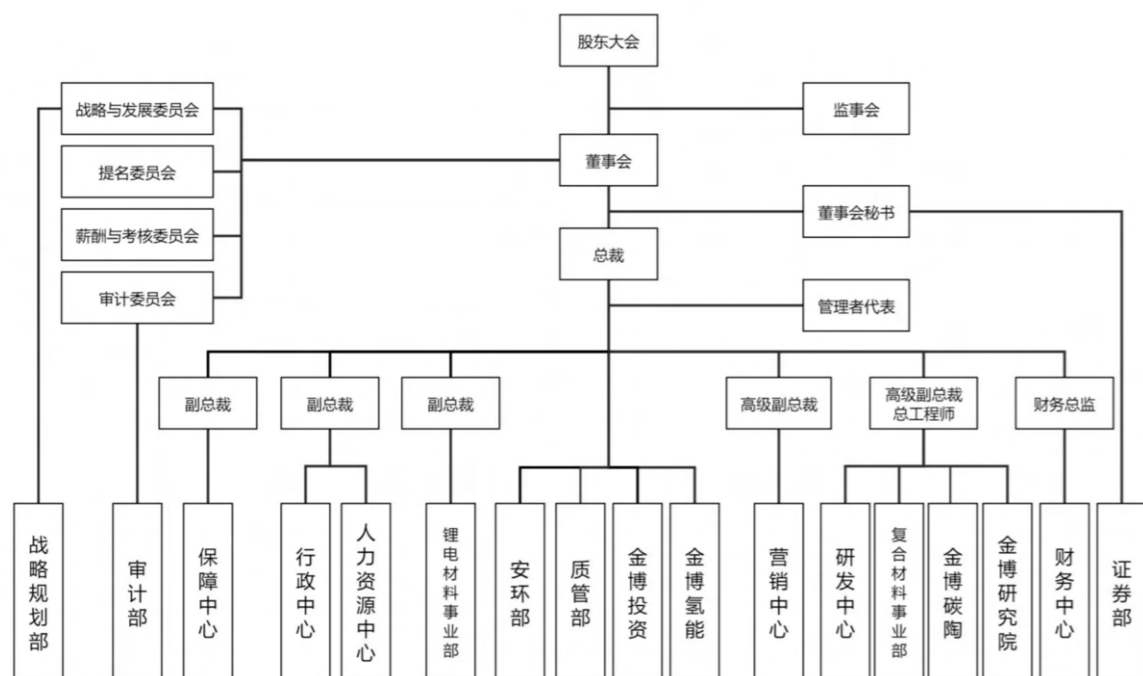 股东大会
战略与发展委员会
监事会
提名委员会
董事会
薪酬与考核委员会
董事会秘书
总裁
审计委员会
管理者代表
副总裁
副总裁
副总裁
高级副总裁
高级副总裁
总工程师
财务总监
战略规划部
审计部
保障中心
行政中心
人力资源中心
锂电材料事业部
安环部
质管部
金博投资
金博氢能
营销中心
研发中心
复合材料事业部
金博碳陶
金博研究院
财务中心
证券部